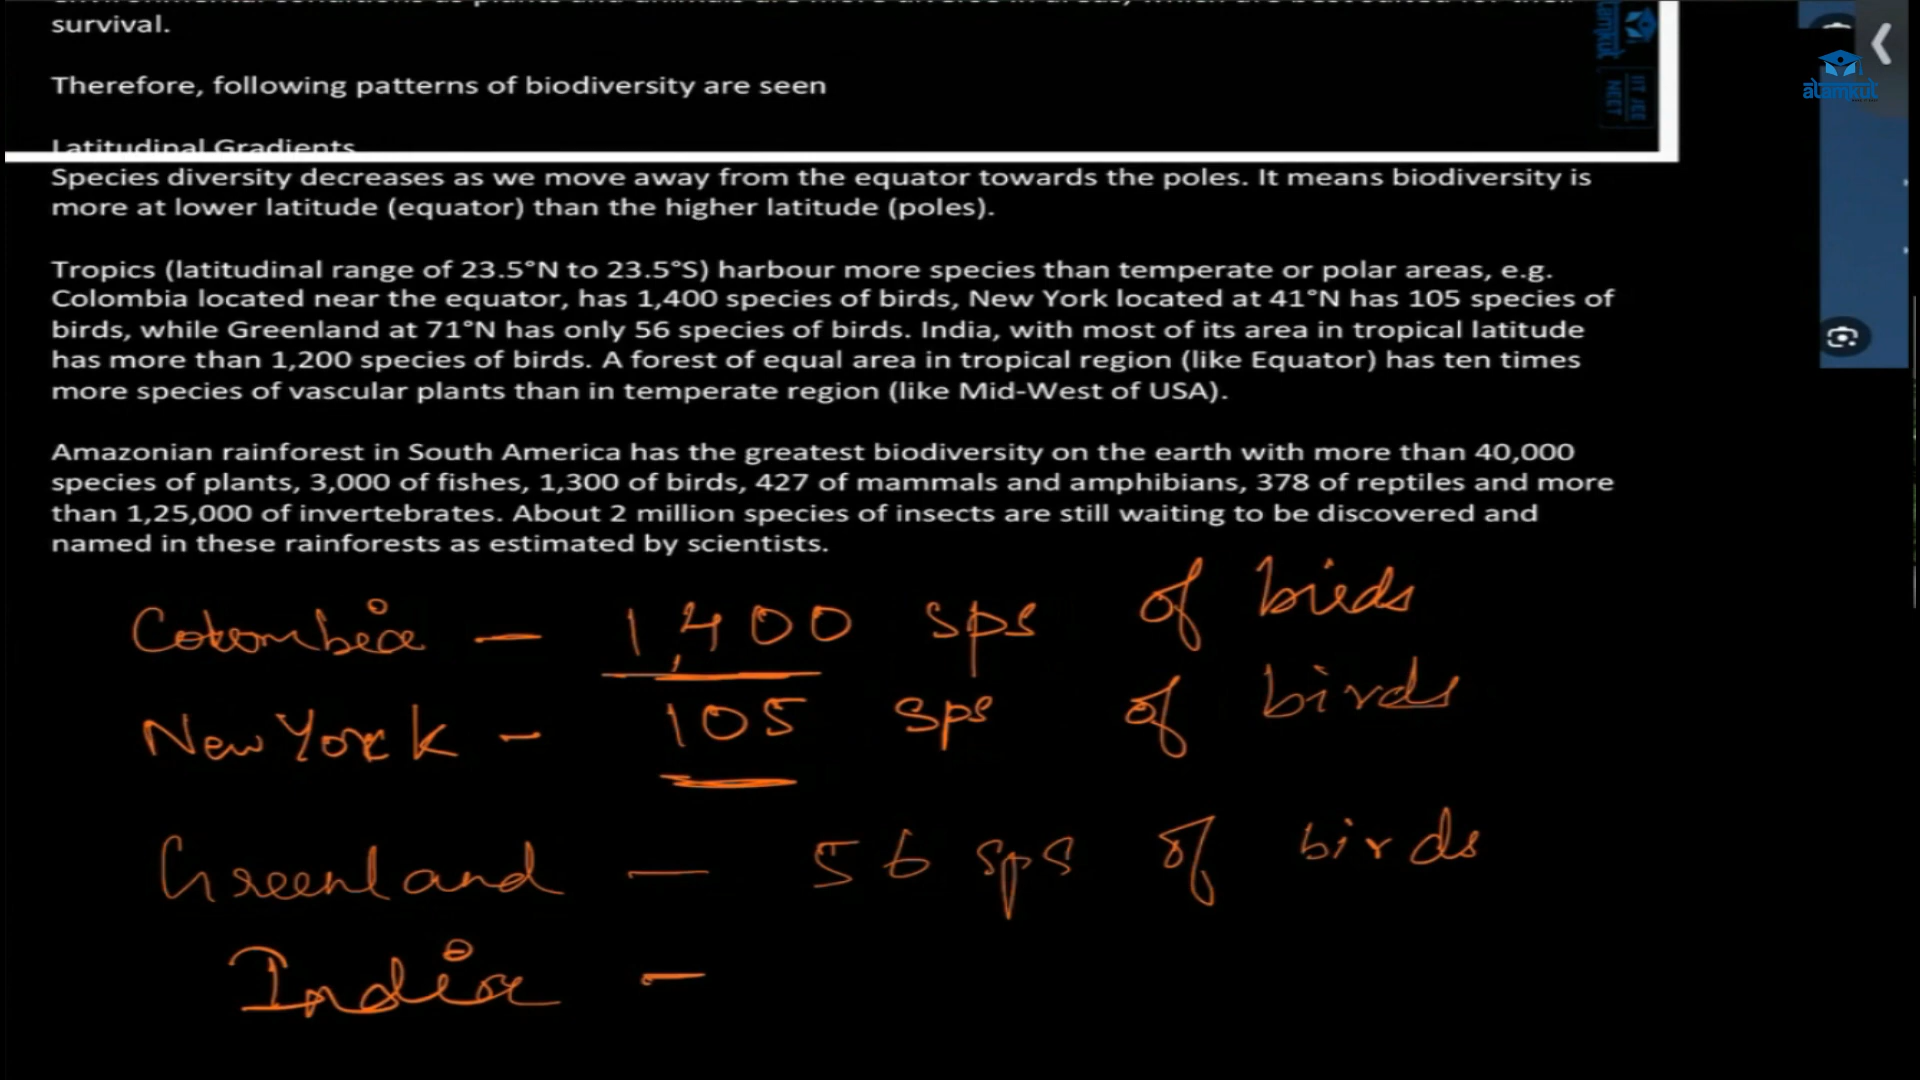 survival.
Therefore, following patterns of biodiversity are seen
Latitudinal Gradients
Species diversity decreases as we move away from the equator towards the poles. It means biodiversity is
more at lower latitude (equator) than the higher latitude (poles).
Tropics (latitudinal range of 23.5°N to 23.5°S) harbour more species than temperate or polar areas, e.g.
Colombia located near the equator, has 1,400 species of birds, New York located at 41°N has 105 species of
birds, while Greenland at 71°N has only 56 species of birds. India, with most of its area in tropical latitude
has more than 1,200 species of birds. A forest of equal area in tropical region (like Equator) has ten times
more species of vascular plants than in temperate region (like Mid-West of USA).
Amazonian rainforest in South America has the greatest biodiversity on the earth with more than 40,000
species of plants, 3,000 of fishes, 1,300 of birds, 427 of mammals and amphibians, 378 of reptiles and more
than 1,25,000 of invertebrates. About 2 million species of insects are still waiting to be discovered and
named in these rainforests as estimated by scientists.
Colombia - 1,400 sps of birds
New York - 105 sps of birds
Greenland - 56 sps of birds
India -
alamkut
IIT JEE
NEET